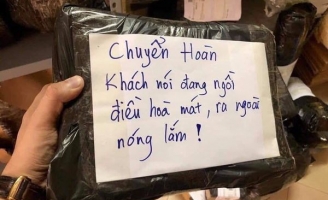 Chuyển Hoàn
Khách nói đang ngồi
điều hoà mát, ra ngoài
nóng lắm !